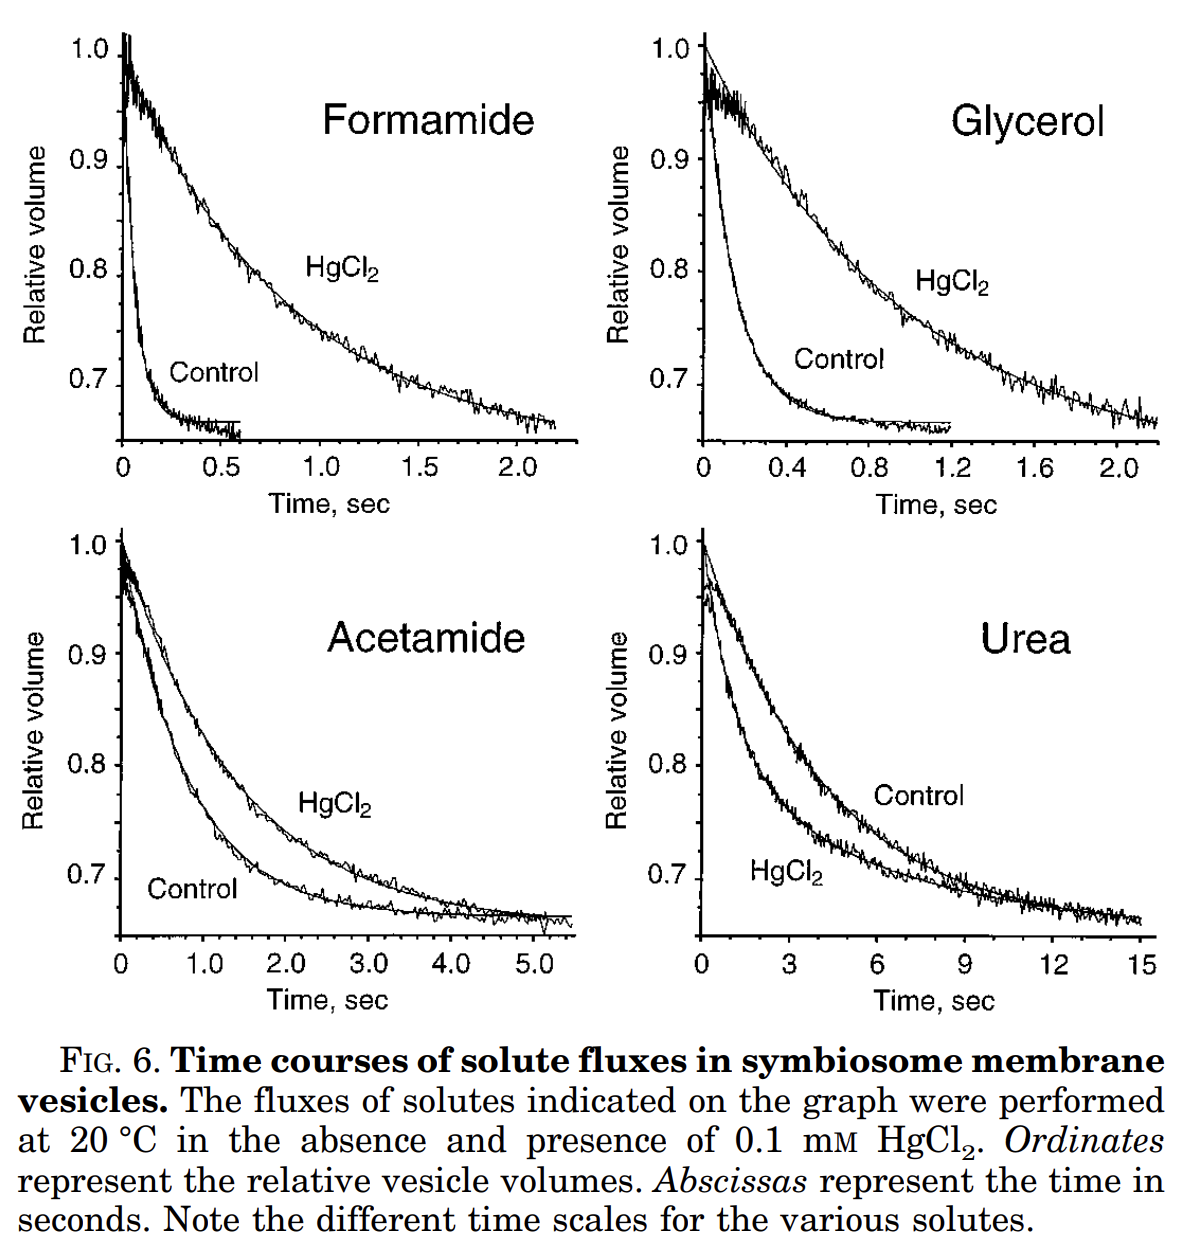 Formamide
Relative volume
1.0
0.9
0.8
0.7
HgCl₂
Control
0 0.5 1.0 1.5 2.0
Time, sec
Glycerol
Relative volume
1.0
0.9
0.8
0.7
HgCl₂
Control
0 0.4 0.8 1.2 1.6 2.0
Time, sec
Acetamide
Relative volume
1.0
0.9
0.8
0.7
HgCl₂
Control
0 1.0 2.0 3.0 4.0 5.0
Time, sec
Urea
Relative volume
1.0
0.9
0.8
0.7
Control
HgCl₂
0 3 6 9 12 15
Time, sec
FIG. 6. Time courses of solute fluxes in symbiosome membrane
vesicles. The fluxes of solutes indicated on the graph were performed
at 20 °C in the absence and presence of 0.1 mM HgCl₂. Ordinates
represent the relative vesicle volumes. Abscissas represent the time in
seconds. Note the different time scales for the various solutes.